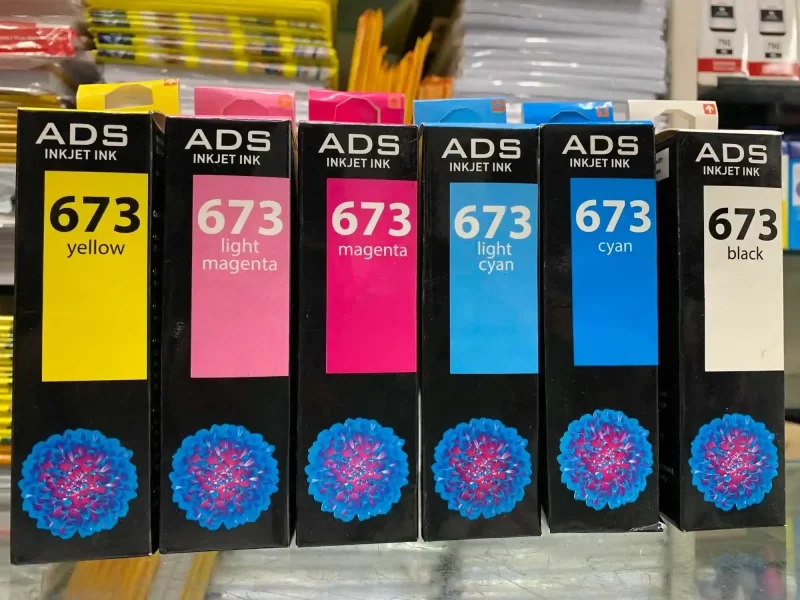 ADS
INKJET INK
673
yellow
ADS
INKJET INK
673
light
magenta
ADS
INKJET INK
673
magenta
ADS
INKJET INK
673
light
cyan
ADS
INKJET INK
673
cyan
ADS
INKJET INK
673
black